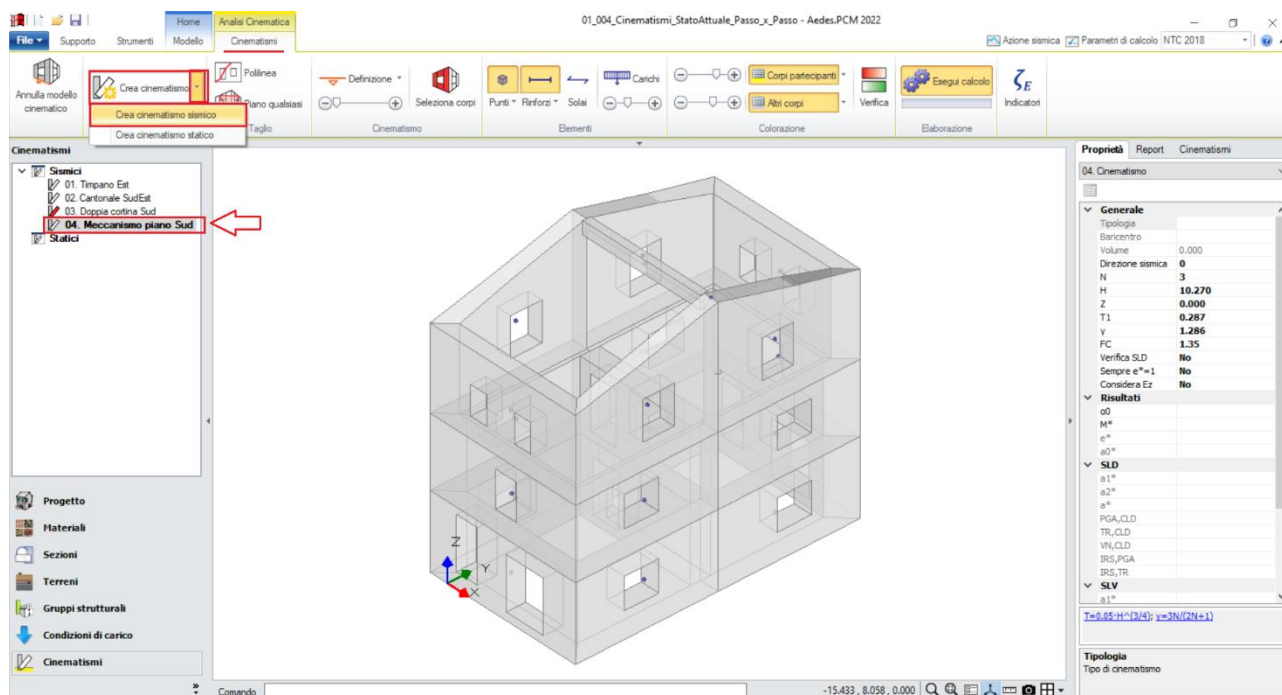 01_004_Cinematismi_StatoAttuale_Passo_x_Passo - Aedes.PCM 2022
Home
Analisi Cinematica
File
Supporto
Strumenti
Modello
Cinematismi
Azione sismica
Parametri di calcolo
NTC 2018
Annulla modello
cinematico
Crea cinematismo
Crea cinematismo sismico
Crea cinematismo statico
Polilinea
Piano qualsiasi
Taglio
Definizione
Seleziona corpi
Cinematismo
Punti
Rinforzi
Solai
Carichi
Elementi
Corpi partecipanti
Altri corpi
Colorazione
Verifica
Esegui calcolo
Elaborazione
ζE
Indicatori
Cinematismi
Sismici
01. Timpano Est
02. Cantonale SudEst
03. Doppia cortina Sud
04. Meccanismo piano Sud
Statici
Progetto
Materiali
Sezioni
Terreni
Gruppi strutturali
Condizioni di carico
Cinematismi
Z
Y
X
Comando
-15.433 , 8.058 , 0.000
Proprietà Report Cinematismi
04. Cinematismo
Generale
Tipologia
Baricentro
Volume 0.000
Direzione sismica 0
N 3
H 10.270
Z 0.000
T1 0.287
γ 1.286
FC 1.35
Verifica SLD No
Sempre e*=1 No
Considera Ez No
Risultati
α0
M*
e*
a0*
SLD
a1*
a2*
a*
PGA,CLD
TR,CLD
VN,CLD
IRS,PGA
IRS,TR
SLV
a1*
T=0.05·H^(3/4); γ=3N/(2N+1)
Tipologia
Tipo di cinematismo